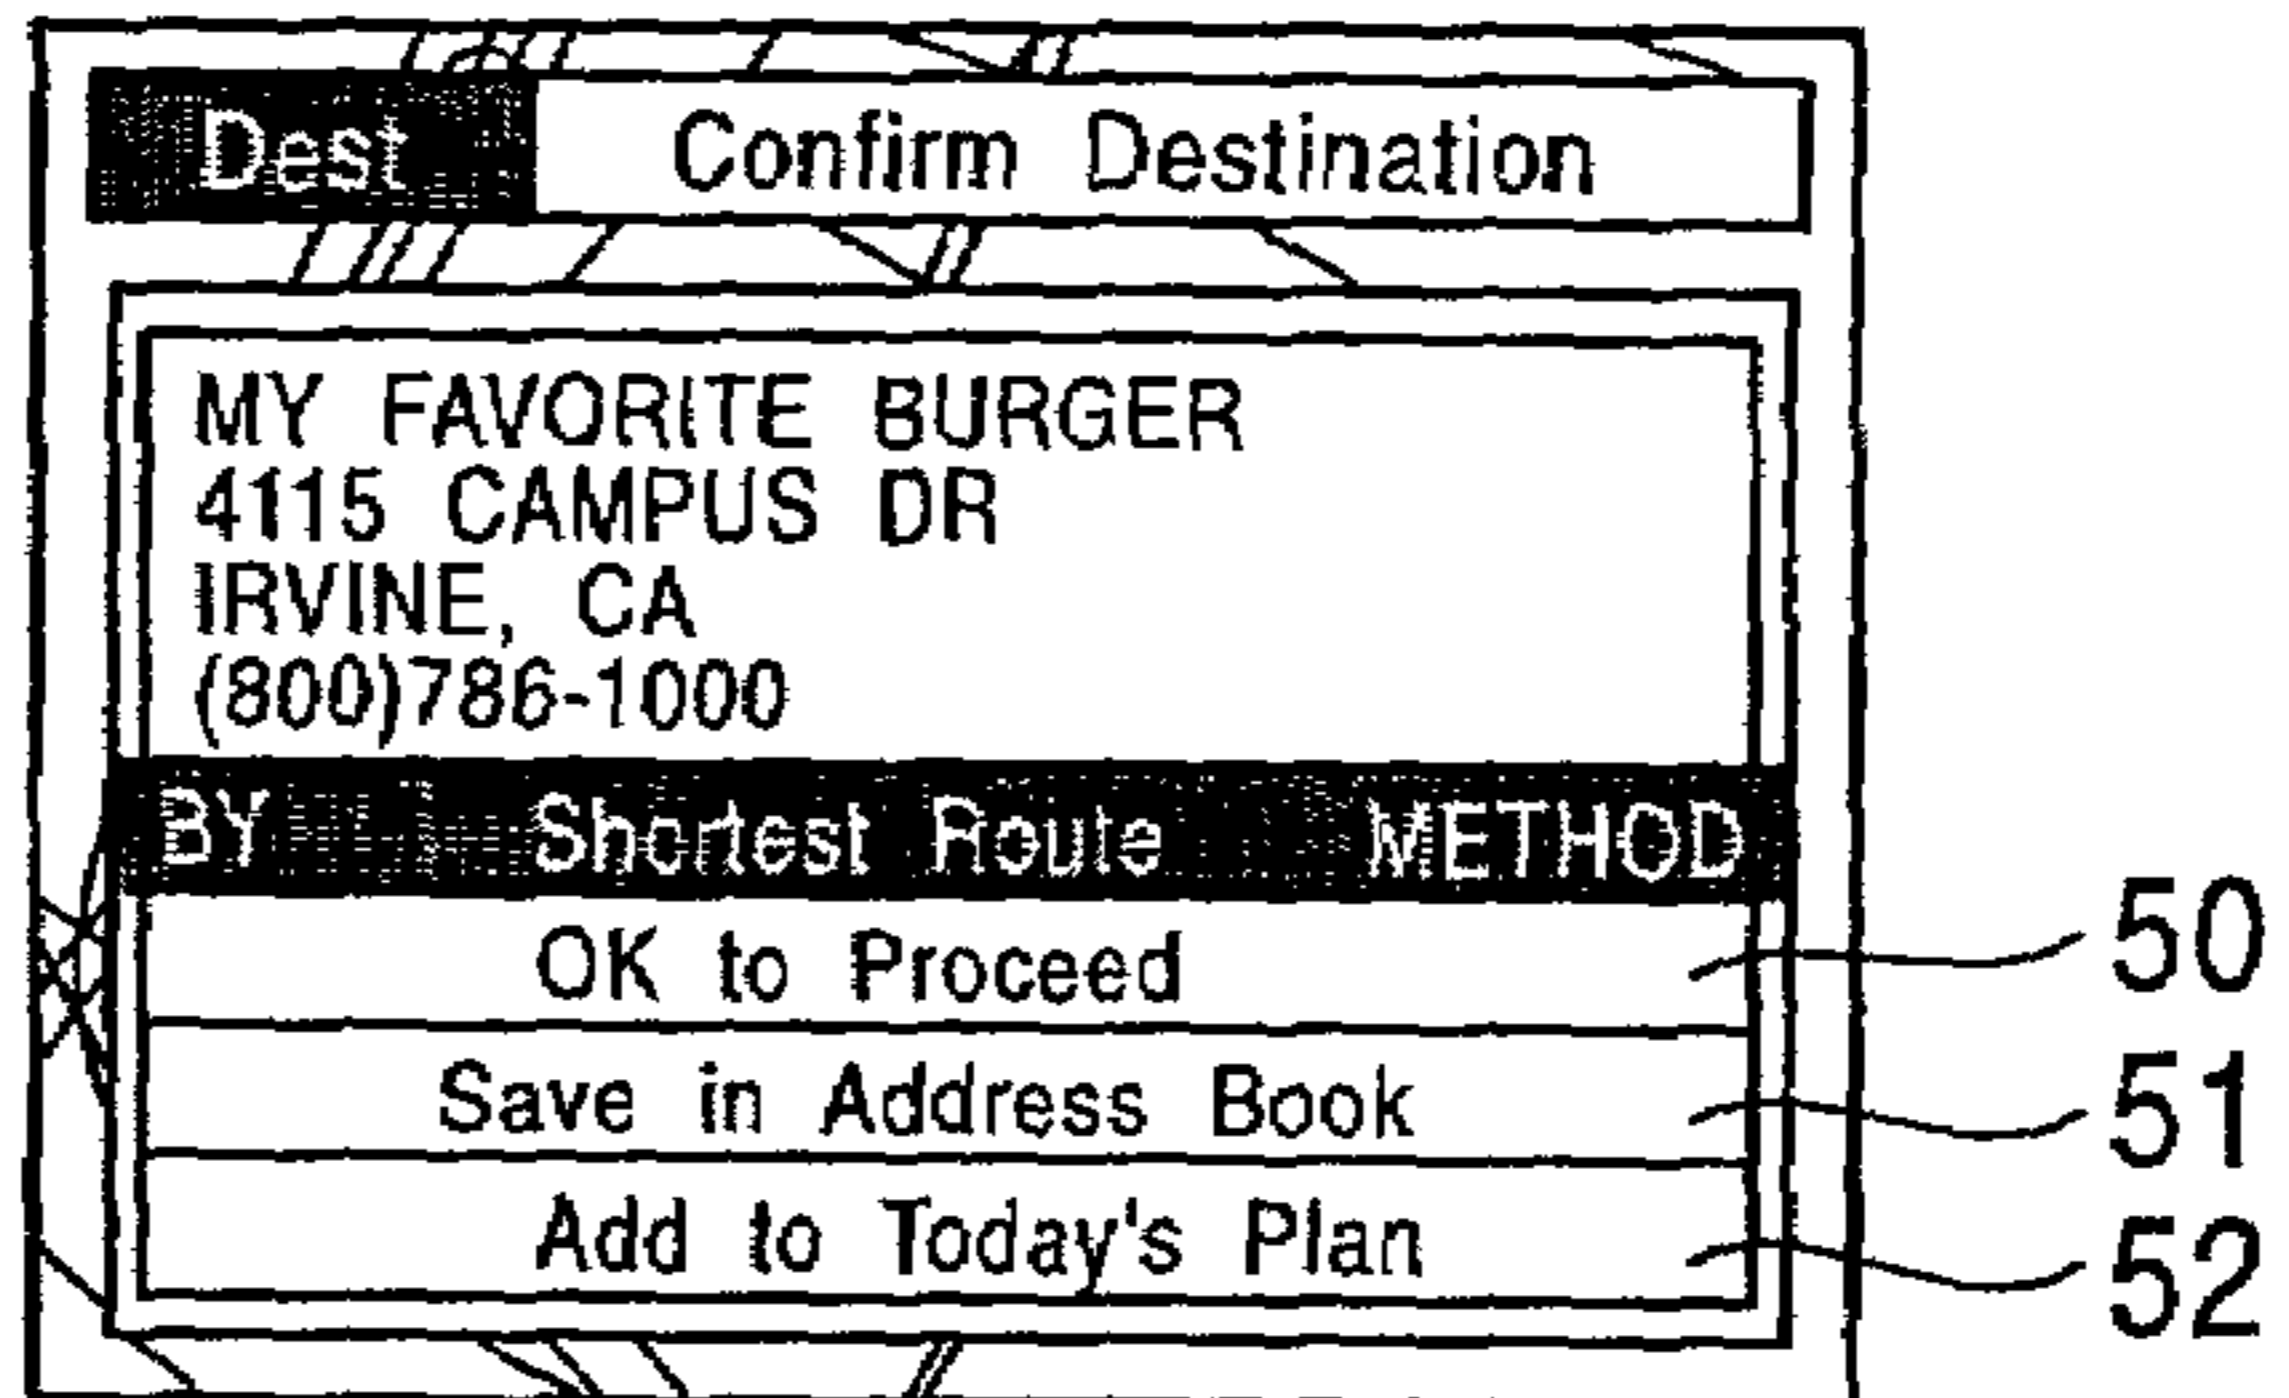 Dest Confirm Destination
MY FAVORITE BURGER
4115 CAMPUS DR
IRVINE, CA
(800)786-1000
BY Shortest Route METHOD
OK to Proceed 50
Save in Address Book 51
Add to Today's Plan 52